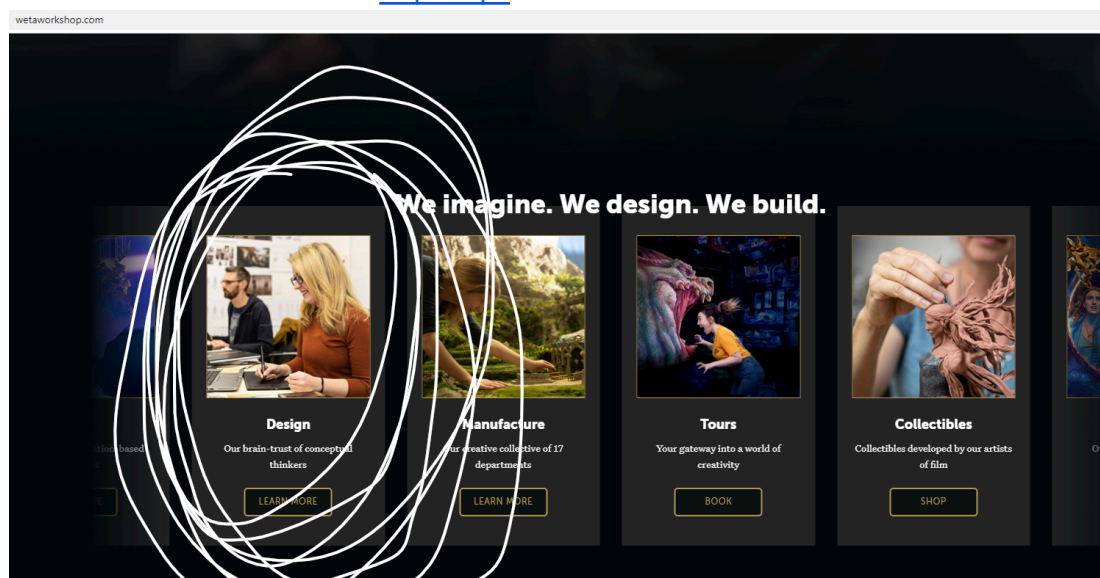 wetaworkshop.com
We imagine. We design. We build.
Design
Our brain-trust of conceptual
thinkers
LEARN MORE
Manufacture
Our creative collective of 17
departments
LEARN MORE
Tours
Your gateway into a world of
creativity
BOOK
Collectibles
Collectibles developed by our artists
of film
SHOP